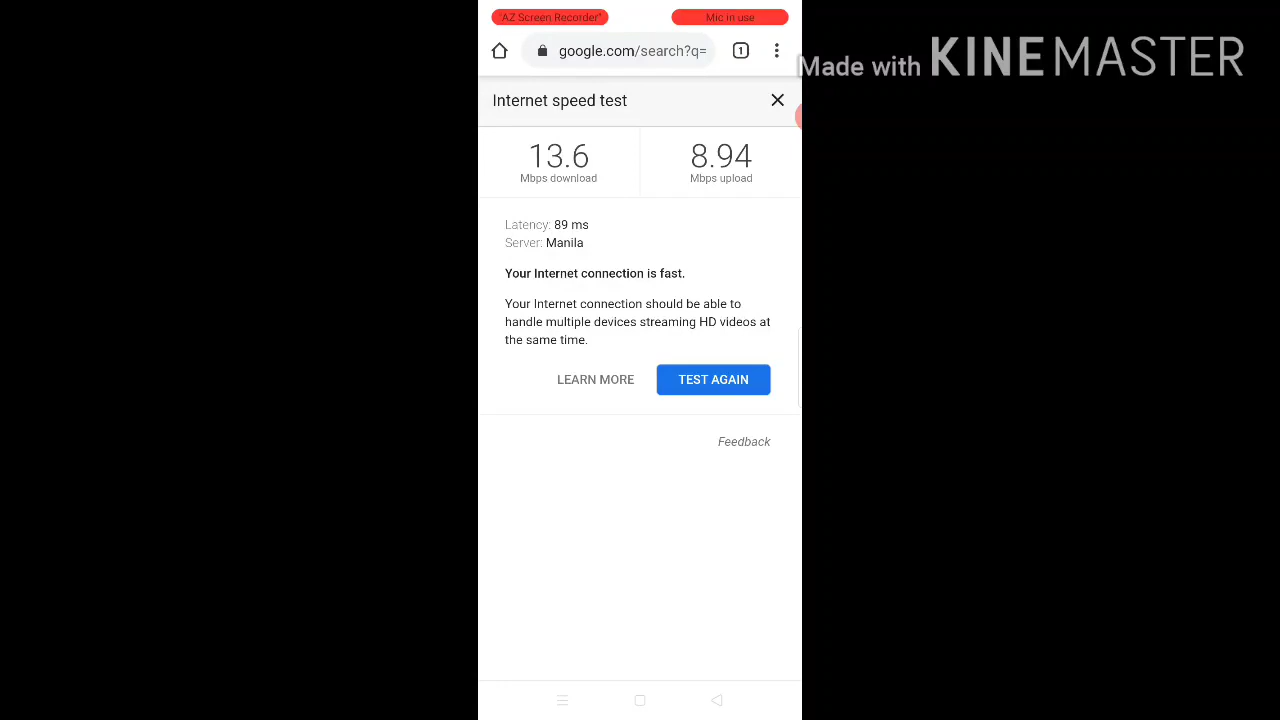 "AZ Screen Recorder"
Mic in use
google.com/search?q=
1
Made with KINEMASTER
Internet speed test
13.6
Mbps download
8.94
Mbps upload
Latency: 89 ms
Server: Manila
Your Internet connection is fast.
Your Internet connection should be able to
handle multiple devices streaming HD videos at
the same time.
LEARN MORE
TEST AGAIN
Feedback